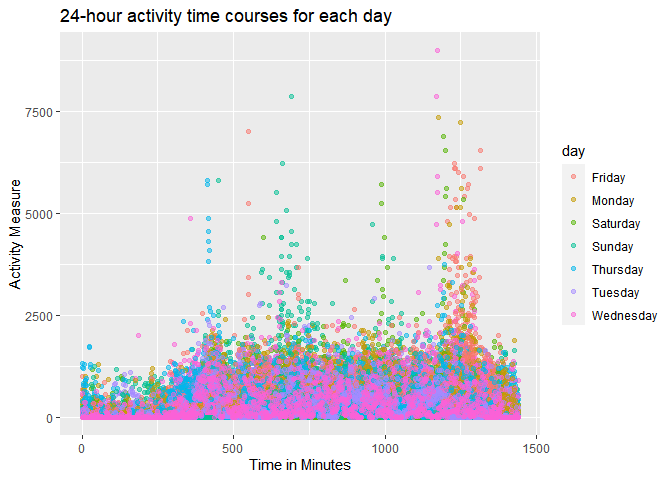 24-hour activity time courses for each day
Activity Measure
7500
5000
2500
0
0
500
1000
1500
Time in Minutes
day
Friday
Monday
Saturday
Sunday
Thursday
Tuesday
Wednesday